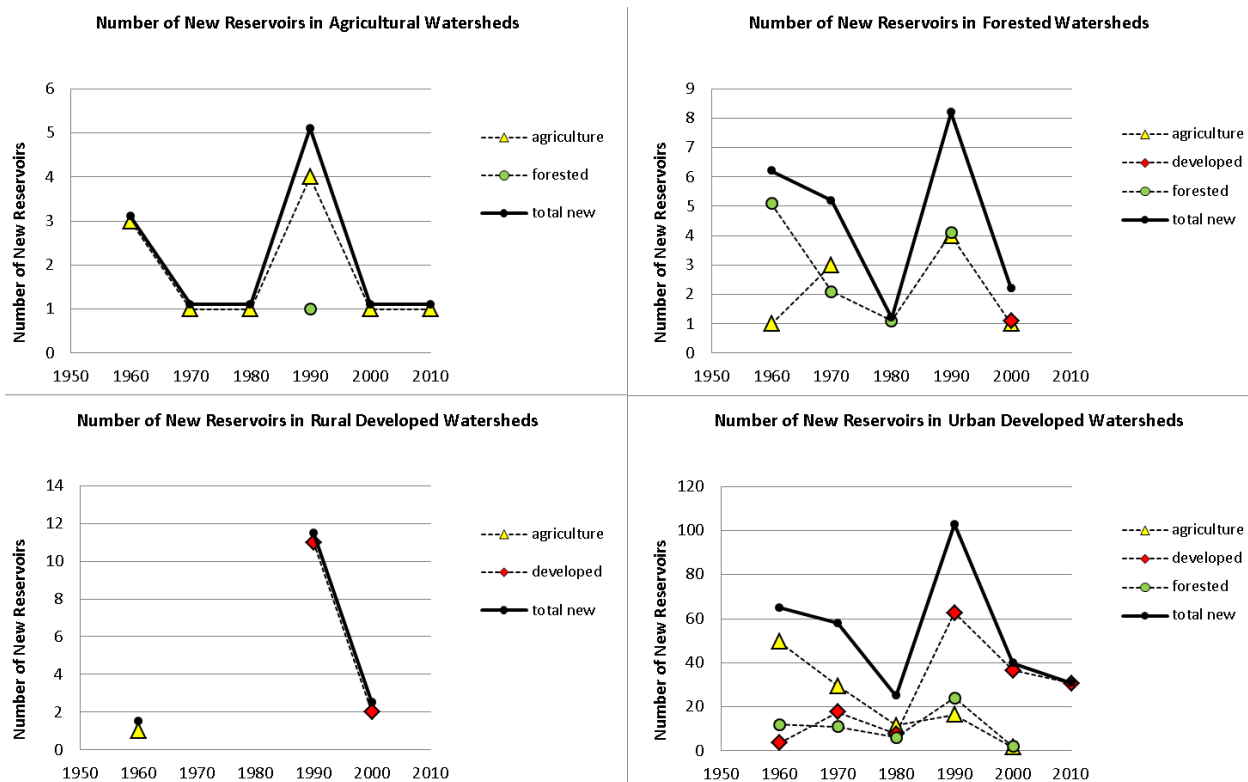 Number of New Reservoirs in Agricultural Watersheds
Number of New Reservoirs
6
5
4
3
2
1
0
1950 1960 1970 1980 1990 2000 2010
agriculture
forested
total new
Number of New Reservoirs in Forested Watersheds
Number of New Reservoirs
9
8
7
6
5
4
3
2
1
0
1950 1960 1970 1980 1990 2000 2010
agriculture
developed
forested
total new
Number of New Reservoirs in Rural Developed Watersheds
Number of New Reservoirs
14
12
10
8
6
4
2
0
1950 1960 1970 1980 1990 2000 2010
agriculture
developed
total new
Number of New Reservoirs in Urban Developed Watersheds
Number of New Reservoirs
120
100
80
60
40
20
0
1950 1960 1970 1980 1990 2000 2010
agriculture
developed
forested
total new